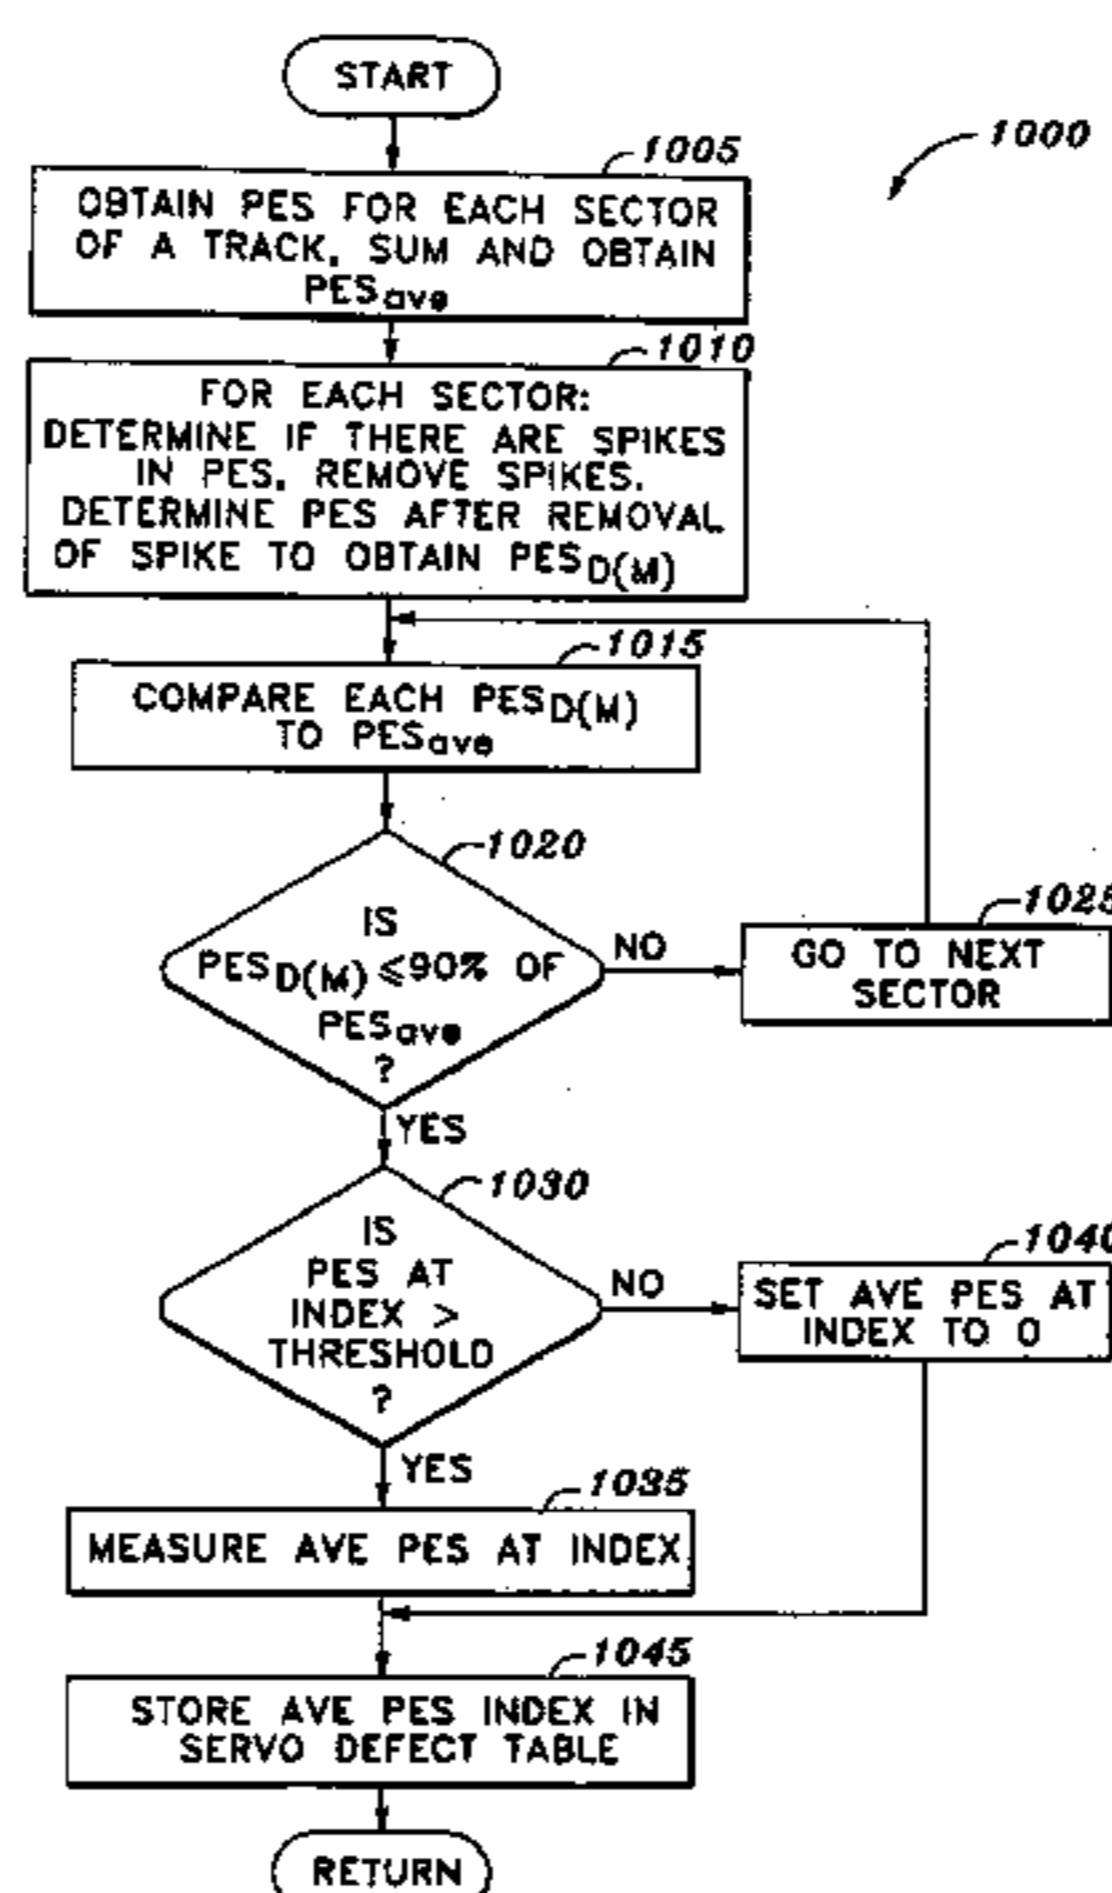 START
1000
1005
OBTAIN PES FOR EACH SECTOR
OF A TRACK, SUM AND OBTAIN
PESave
1010
FOR EACH SECTOR:
DETERMINE IF THERE ARE SPIKES
IN PES, REMOVE SPIKES.
DETERMINE PES AFTER REMOVAL
OF SPIKE TO OBTAIN PESD(M)
1015
COMPARE EACH PESD(M)
TO PESave
1020
IS
PESD(M) ≤90% OF
PESave
?
NO
1025
GO TO NEXT
SECTOR
YES
1030
IS
PES AT
INDEX >
THRESHOLD
?
NO
1040
SET AVE PES AT
INDEX TO 0
YES
1035
MEASURE AVE PES AT INDEX
1045
STORE AVE PES INDEX IN
SERVO DEFECT TABLE
RETURN